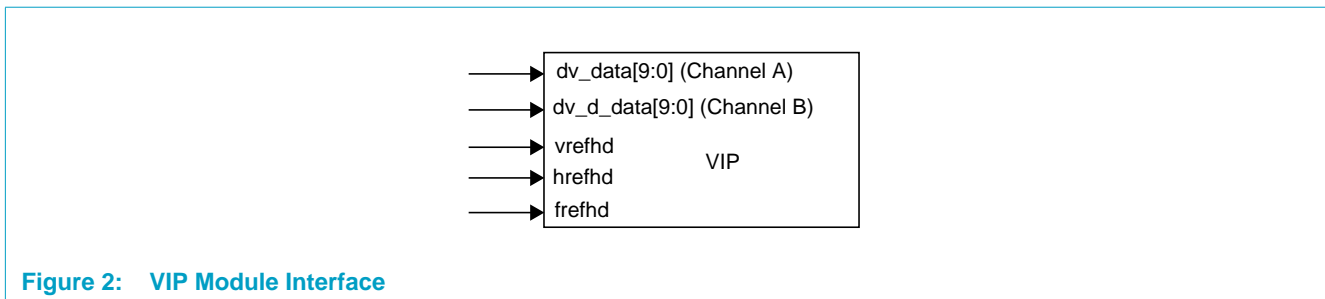 dv_data[9:0] (Channel A)
dv_d_data[9:0] (Channel B)
vrefhd
VIP
hrefhd
frefhd
Figure 2: VIP Module Interface